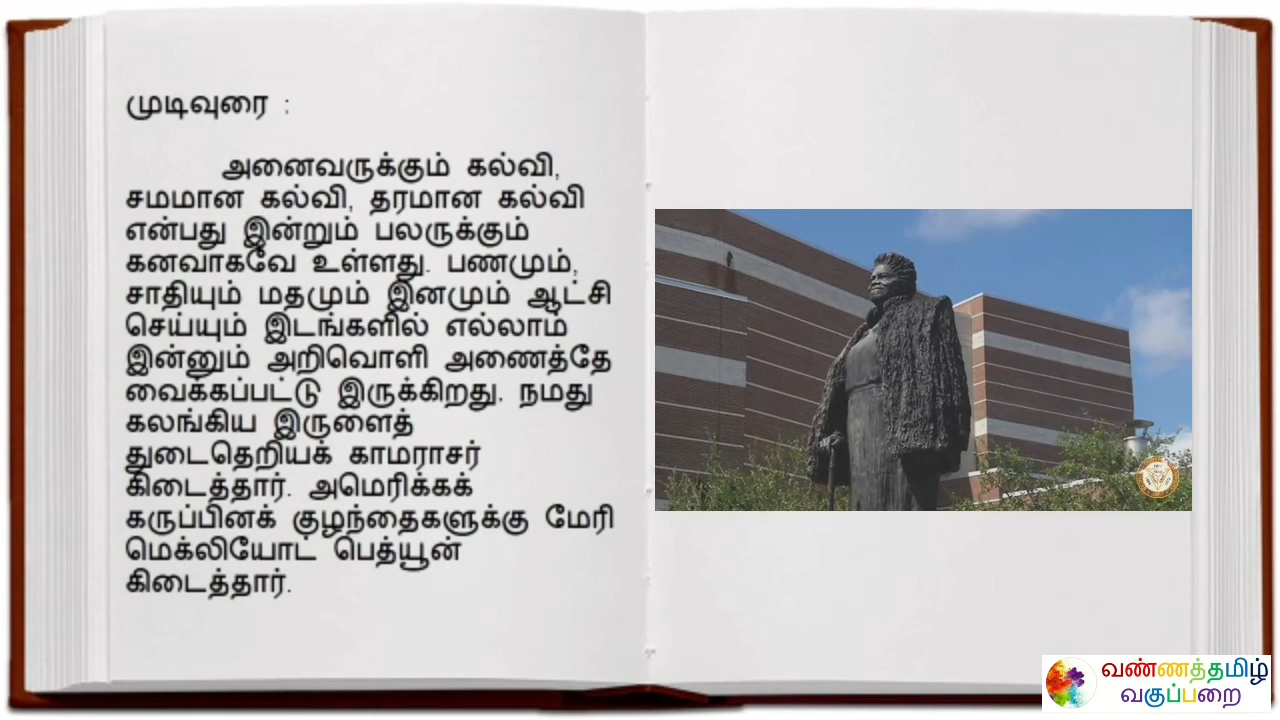 முடிவுரை :
அனைவருக்கும் கல்வி,
சமமான கல்வி, தரமான கல்வி
என்பது இன்றும் பலருக்கும்
கனவாகவே உள்ளது. பணமும்,
சாதியும் மதமும் இனமும் ஆட்சி
செய்யும் இடங்களில் எல்லாம்
இன்னும் அறிவொளி அணைத்தே
வைக்கப்பட்டு இருக்கிறது. நமது
கலங்கிய இருளைத்
துடைதெறியக் காமராசர்
கிடைத்தார். அமெரிக்கக்
கருப்பினக் குழந்தைகளுக்கு மேரி
மெக்லியோட் பெத்யூன்
கிடைத்தார்.
வண்ணத்தமிழ்
வகுப்பறை